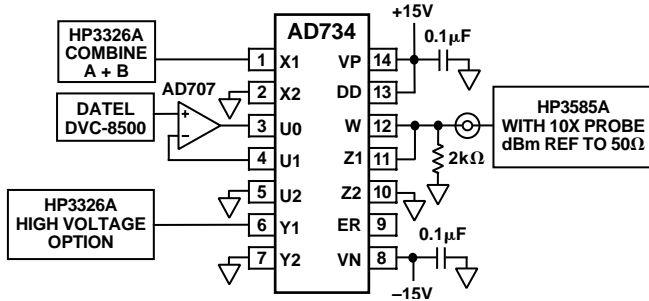 HP3326A
COMBINE
A + B
DATEL
DVC-8500
AD707
+
–
HP3326A
HIGH VOLTAGE
OPTION
AD734
1 X1
2 X2
3 U0
4 U1
5 U2
6 Y1
7 Y2
VP 14
DD 13
W 12
Z1 11
Z2 10
ER 9
VN 8
+15V
0.1µF
2kΩ
HP3585A
WITH 10X PROBE
dBm REF TO 50Ω
0.1µF
–15V